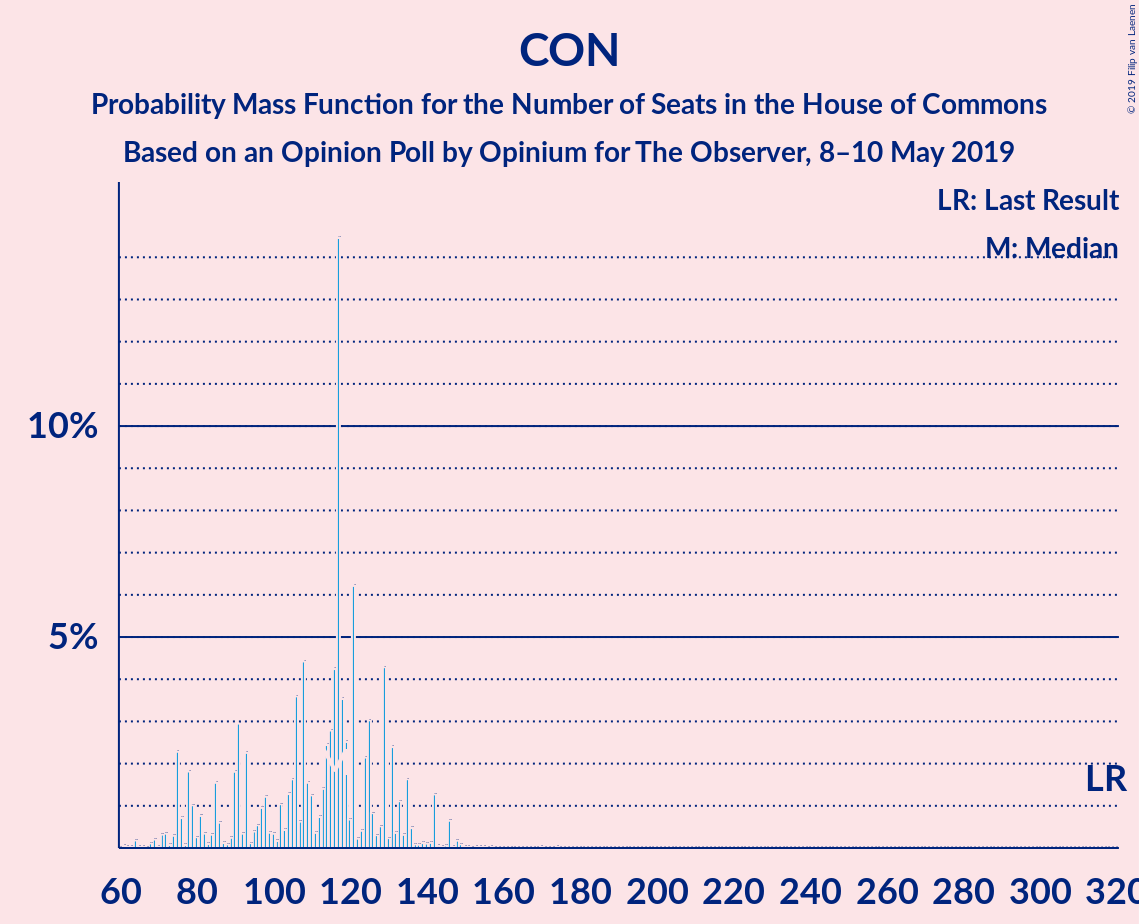 CON
Probability Mass Function for the Number of Seats in the House of Commons
Based on an Opinion Poll by Opinium for The Observer, 8–10 May 2019
© 2019 Filip van Laenen
LR: Last Result
M: Median
10%
5%
LR
60 80 100 120 140 160 180 200 220 240 260 280 300 320